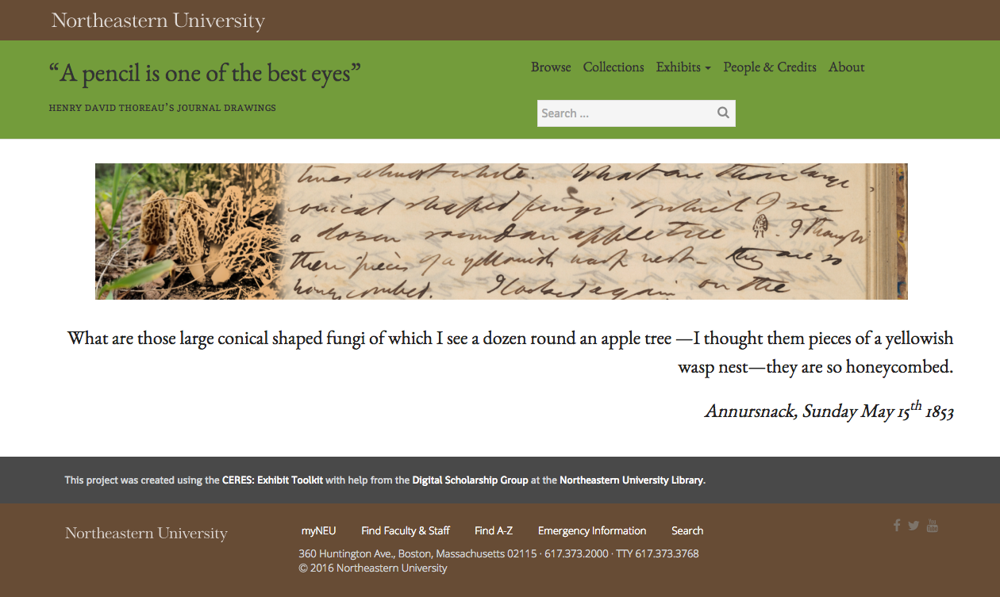 Northeastern University
“A pencil is one of the best eyes”
HENRY DAVID THOREAU’S JOURNAL DRAWINGS
Browse Collections Exhibits People & Credits About
Search ...
times almost white. What are those large
conical shaped fungi of which I see
a dozen round an apple tree I thought
them pieces of a yellowish wasp nest— they are so
honey combed. I looked again on the
What are those large conical shaped fungi of which I see a dozen round an apple tree —I thought them pieces of a yellowish
wasp nest—they are so honeycombed.
Annursnack, Sunday May 15th 1853
This project was created using the CERES: Exhibit Toolkit with help from the Digital Scholarship Group at the Northeastern University Library.
Northeastern University
myNEU Find Faculty & Staff Find A-Z Emergency Information Search
360 Huntington Ave., Boston, Massachusetts 02115 · 617.373.2000 · TTY 617.373.3768
© 2016 Northeastern University